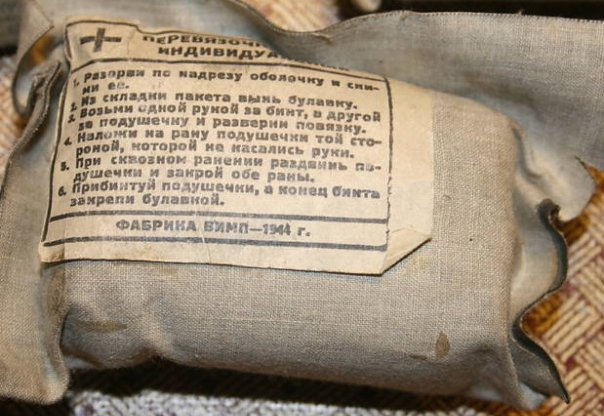 ПЕРЕВЯЗОЧН
ИНДИВИДУА
1. Разорви по надрезу оболочку и сни-
ми ее.
2. Из складки пакета вынь булавку.
3. Возьми одной рукой за бинт, а другой
за подушечку и разверни повязку.
4. Наложи на рану подушечки той сто-
роной, которой не касались руки.
5. При сквозном ранении раздвинь по-
душечки и закрой обе раны.
6. Прибинтуй подушечки, а конец бинта
закрепи булавкой.
ФАБРИКА ВИМП—1944 г.